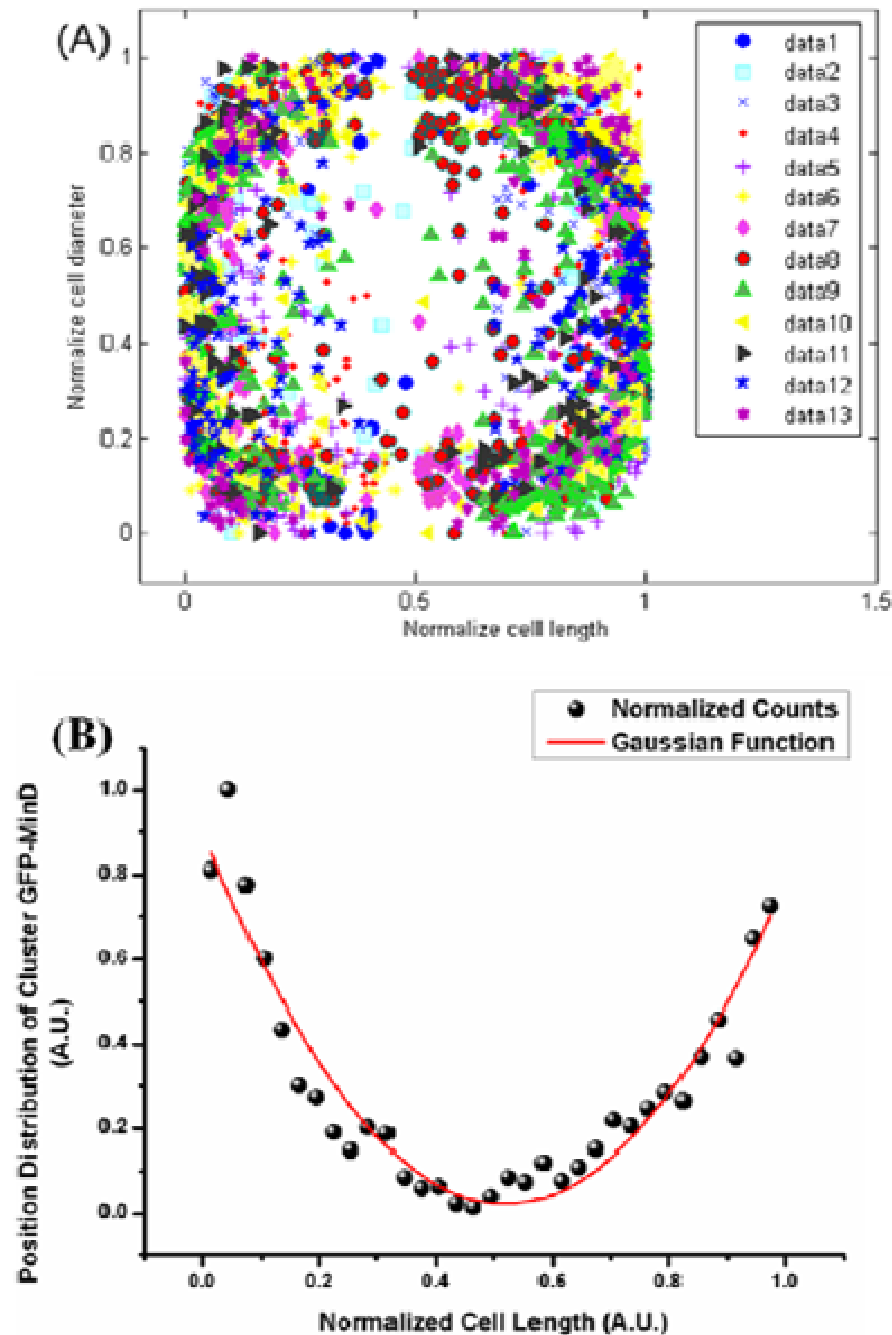 (A)
data1
data2
data3
data4
data5
data6
data7
data8
data9
data10
data11
data12
data13
1
0.8
0.6
0.4
0.2
0
Normalize cell diameter
0
0.5
1
1.5
Normalize celll length
(B)
Normalized Counts
Gaussian Function
1.0
0.8
0.6
0.4
0.2
0.0
Position Distribution of Cluster GFP-MinD
(A.U.)
0.0
0.2
0.4
0.6
0.8
1.0
Normalized Cell Length (A.U.)